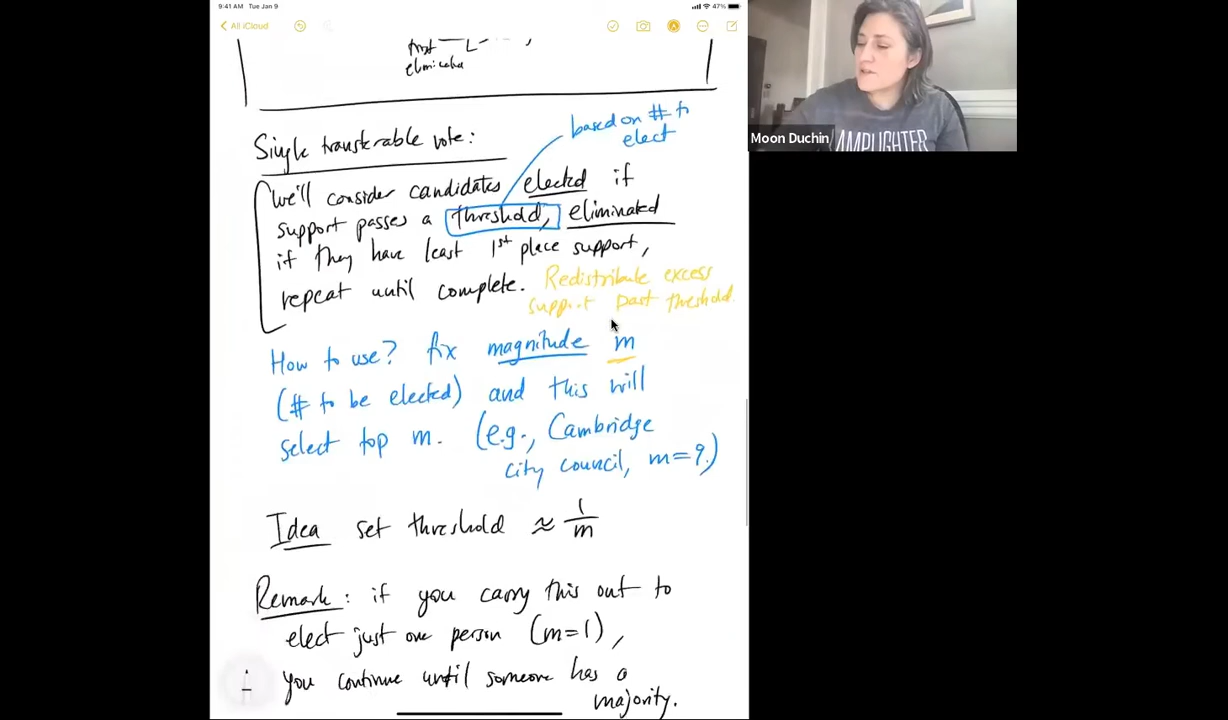 9:41 AM Tue Jan 9
47%
All iCloud
first
Single transferable vote:
based on # to
elect
We'll consider candidates elected if
support passes a threshold, eliminated
if they have least 1st place support,
repeat until complete.
Redistribute excess
support past threshold.
How to use? fix magnitude m
(# to be elected) and this will
select top m. (e.g., Cambridge
city council, m=9.)
Idea set threshold ≈ 1/m
Remark: if you carry this out to
elect just one person (m=1),
you continue until someone has a
majority.
Moon Duchin
AMPLIGHTER